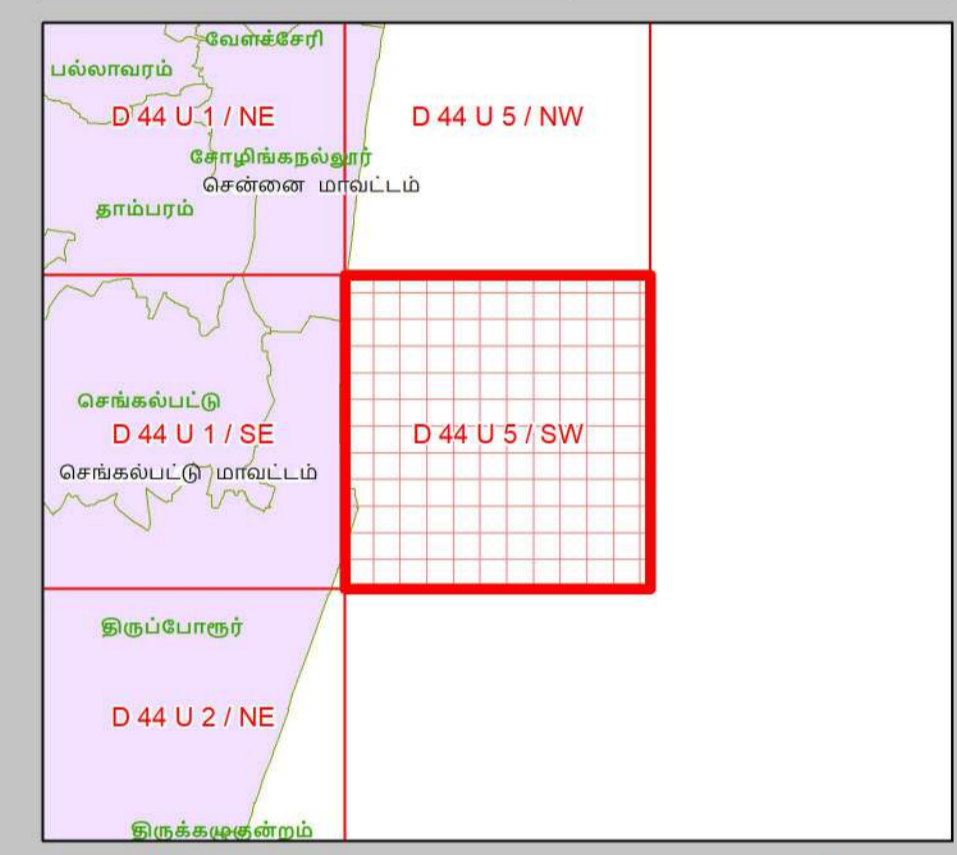 வேளச்சேரி
பல்லாவரம்
D 44 U 1 / NE
D 44 U 5 / NW
சோழிங்கநல்லூர்
சென்னை மாவட்டம்
தாம்பரம்
செங்கல்பட்டு
D 44 U 1 / SE
D 44 U 5 / SW
செங்கல்பட்டு மாவட்டம்
திருப்போரூர்
D 44 U 2 / NE
திருக்கழுகுன்றம்